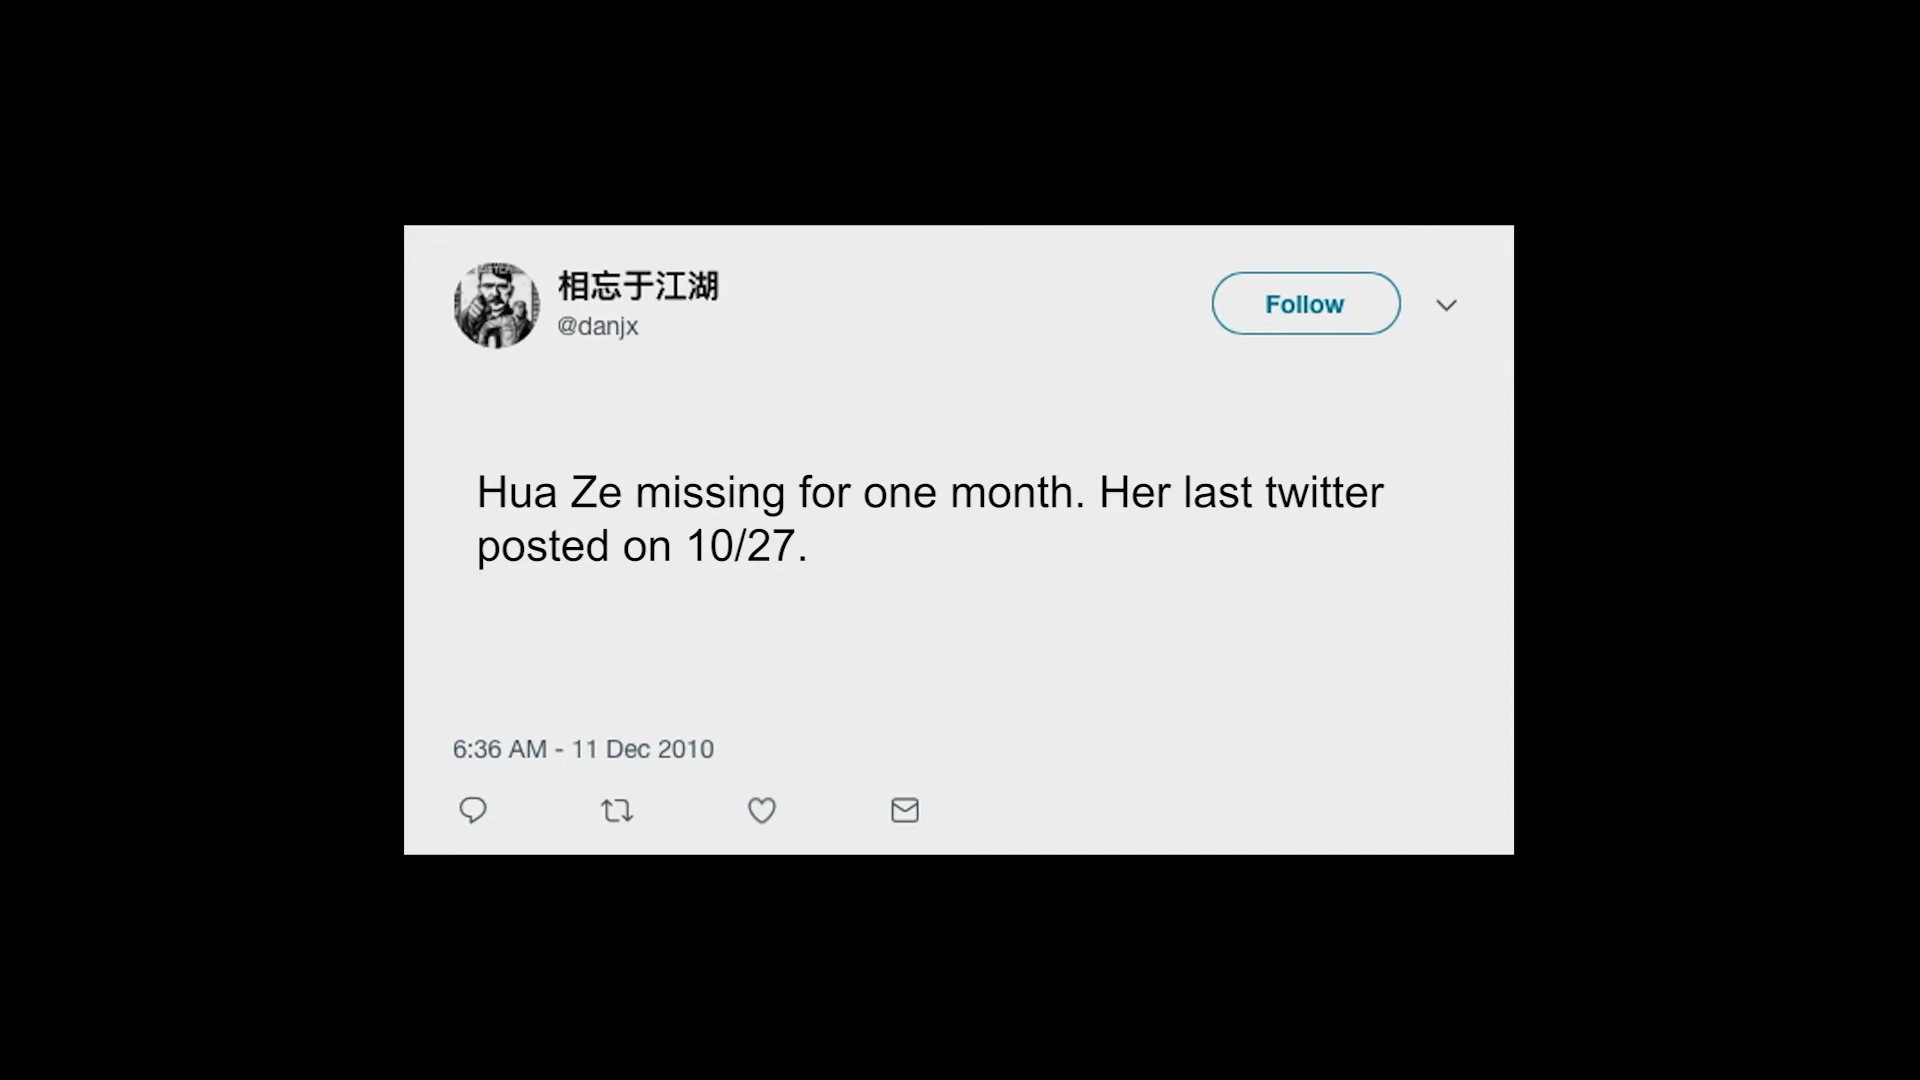 相忘于江湖
@danjx
Follow
Hua Ze missing for one month. Her last twitter
posted on 10/27.
6:36 AM - 11 Dec 2010